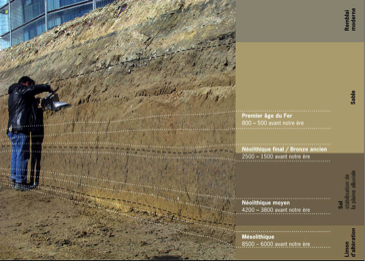 Remblai
moderne
Sable
Premier âge du Fer
800 – 500 avant notre ère
Néolithique final / Bronze ancien
2500 – 1500 avant notre ère
Sol
stabilisation de
la plaine alluviale
Néolithique moyen
4200 – 3800 avant notre ère
Mésolithique
8500 – 6000 avant notre ère
Limon
d'altération